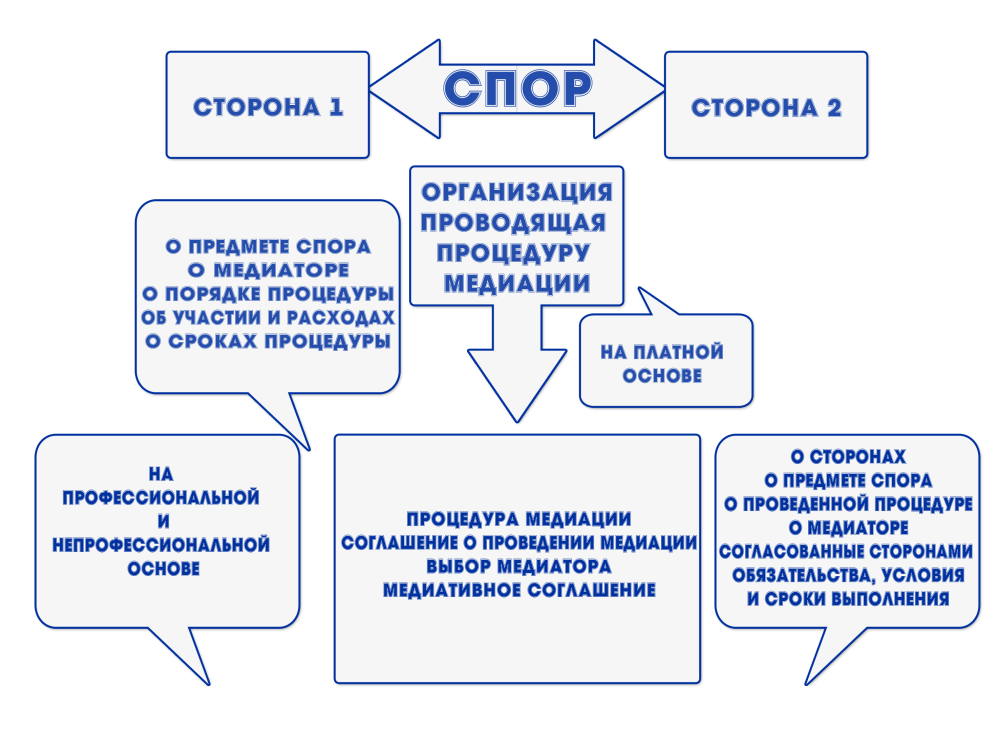 СТОРОНА 1
СПОР
СТОРОНА 2
ОРГАНИЗАЦИЯ
ПРОВОДЯЩАЯ
ПРОЦЕДУРУ
МЕДИАЦИИ
О ПРЕДМЕТЕ СПОРА
О МЕДИАТОРЕ
О ПОРЯДКЕ ПРОЦЕДУРЫ
ОБ УЧАСТИИ И РАСХОДАХ
О СРОКАХ ПРОЦЕДУРЫ
НА ПЛАТНОЙ
ОСНОВЕ
НА
ПРОФЕССИОНАЛЬНОЙ
И
НЕПРОФЕССИОНАЛЬНОЙ
ОСНОВЕ
ПРОЦЕДУРА МЕДИАЦИИ
СОГЛАШЕНИЕ О ПРОВЕДЕНИИ МЕДИАЦИИ
ВЫБОР МЕДИАТОРА
МЕДИАТИВНОЕ СОГЛАШЕНИЕ
О СТОРОНАХ
О ПРЕДМЕТЕ СПОРА
О ПРОВЕДЕННОЙ ПРОЦЕДУРЕ
О МЕДИАТОРЕ
СОГЛАСОВАННЫЕ СТОРОНАМИ
ОБЯЗАТЕЛЬСТВА, УСЛОВИЯ
И СРОКИ ВЫПОЛНЕНИЯ